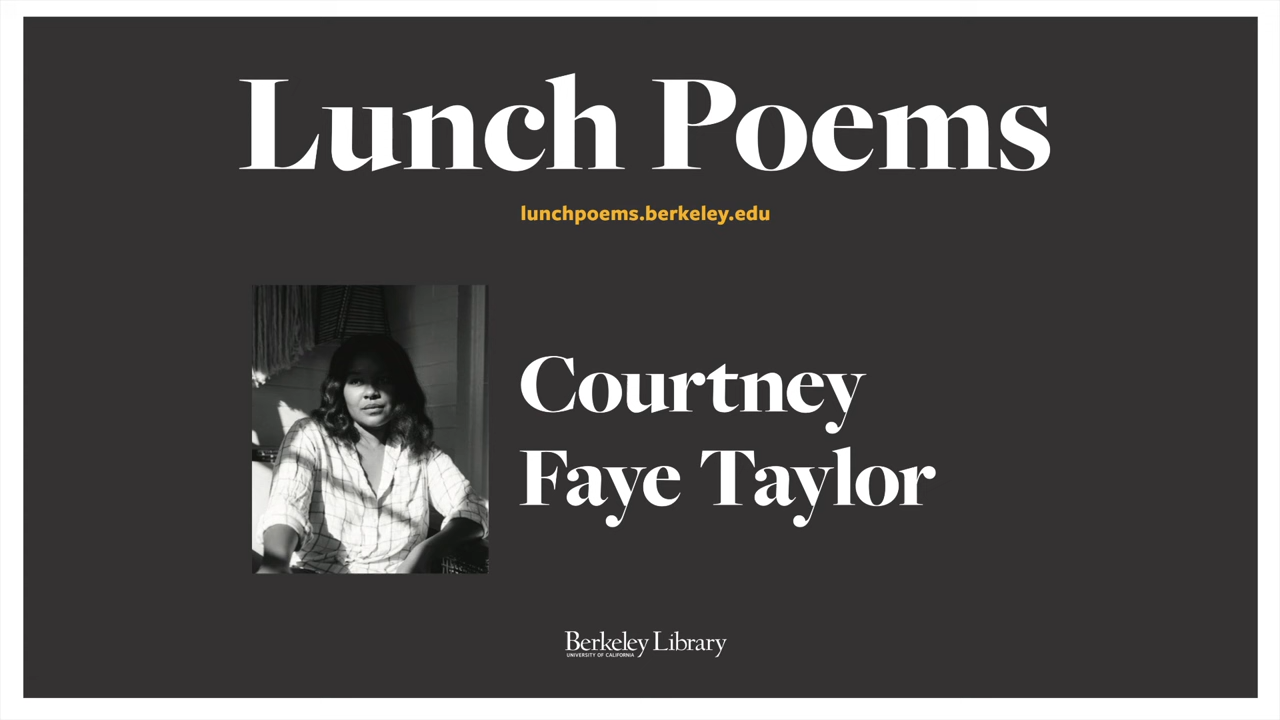 Lunch Poems
lunchpoems.berkeley.edu
Courtney
Faye Taylor
Berkeley Library
UNIVERSITY OF CALIFORNIA